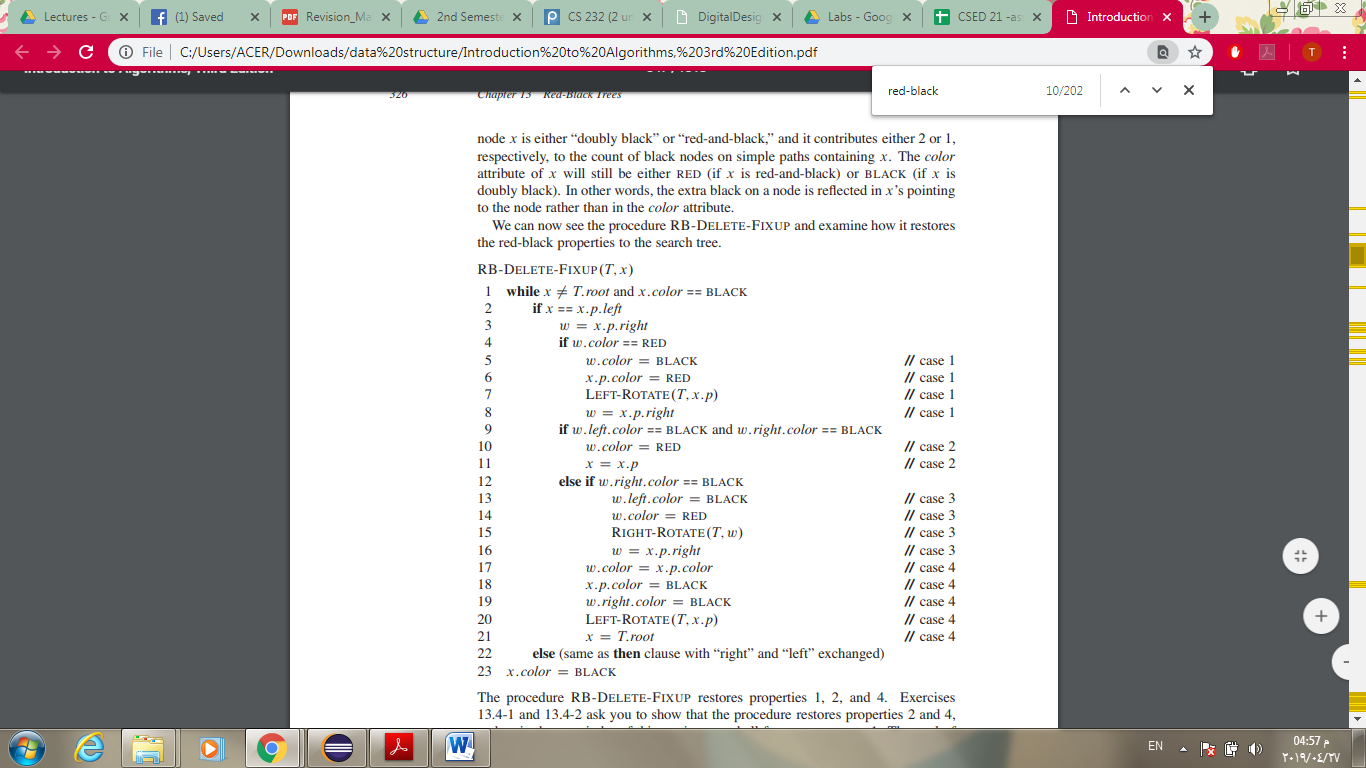 Lectures - G
(1) Saved
Revision_Ma
2nd Semeste
CS 232 (2 un
DigitalDesig
Labs - Goog
CSED 21 -as
Introduction
File | C:/Users/ACER/Downloads/data%20structure/Introduction%20to%20Algorithms,%203rd%20Edition.pdf
T
Introduction to Algorithms, Third Edition
red-black 10/202
326 Chapter 13 Red-Black Trees
node x is either “doubly black” or “red-and-black,” and it contributes either 2 or 1,
respectively, to the count of black nodes on simple paths containing x. The color
attribute of x will still be either RED (if x is red-and-black) or BLACK (if x is
doubly black). In other words, the extra black on a node is reflected in x’s pointing
to the node rather than in the color attribute.
We can now see the procedure RB-DELETE-FIXUP and examine how it restores
the red-black properties to the search tree.
RB-DELETE-FIXUP(T, x)
1 while x ≠ T.root and x.color == BLACK
2 if x == x.p.left
3 w = x.p.right
4 if w.color == RED
5 w.color = BLACK // case 1
6 x.p.color = RED // case 1
7 LEFT-ROTATE(T, x.p) // case 1
8 w = x.p.right // case 1
9 if w.left.color == BLACK and w.right.color == BLACK
10 w.color = RED // case 2
11 x = x.p // case 2
12 else if w.right.color == BLACK
13 w.left.color = BLACK // case 3
14 w.color = RED // case 3
15 RIGHT-ROTATE(T, w) // case 3
16 w = x.p.right // case 3
17 w.color = x.p.color // case 4
18 x.p.color = BLACK // case 4
19 w.right.color = BLACK // case 4
20 LEFT-ROTATE(T, x.p) // case 4
21 x = T.root // case 4
22 else (same as then clause with “right” and “left” exchanged)
23 x.color = BLACK
The procedure RB-DELETE-FIXUP restores properties 1, 2, and 4. Exercises
13.4-1 and 13.4-2 ask you to show that the procedure restores properties 2 and 4,
EN
04:57 م
٢٠١٩/٠٤/٢٧